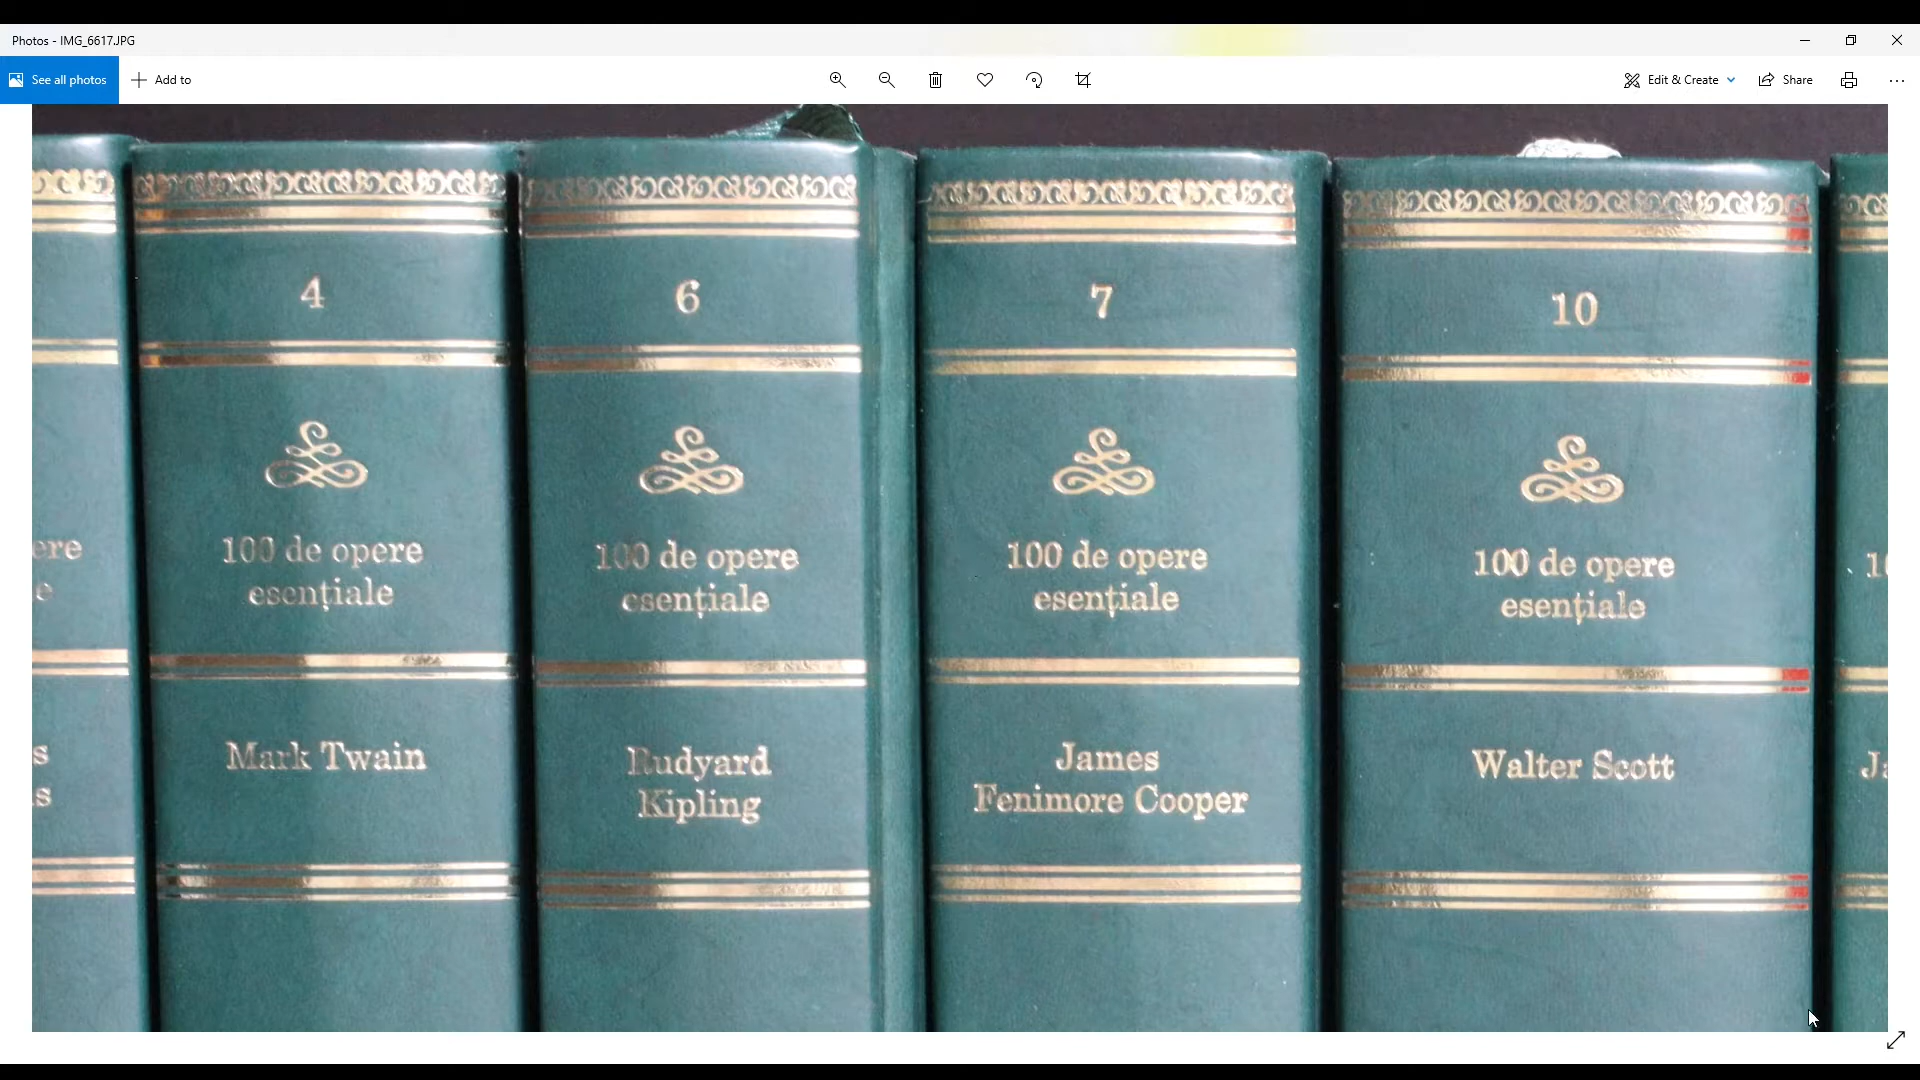 Photos - IMG_6617.JPG
See all photos
Add to
Edit & Create
Share
4
100 de opere
esențiale
Mark Twain
6
100 de opere
esențiale
Rudyard
Kipling
7
100 de opere
esențiale
James
Fenimore Cooper
10
100 de opere
esențiale
Walter Scott